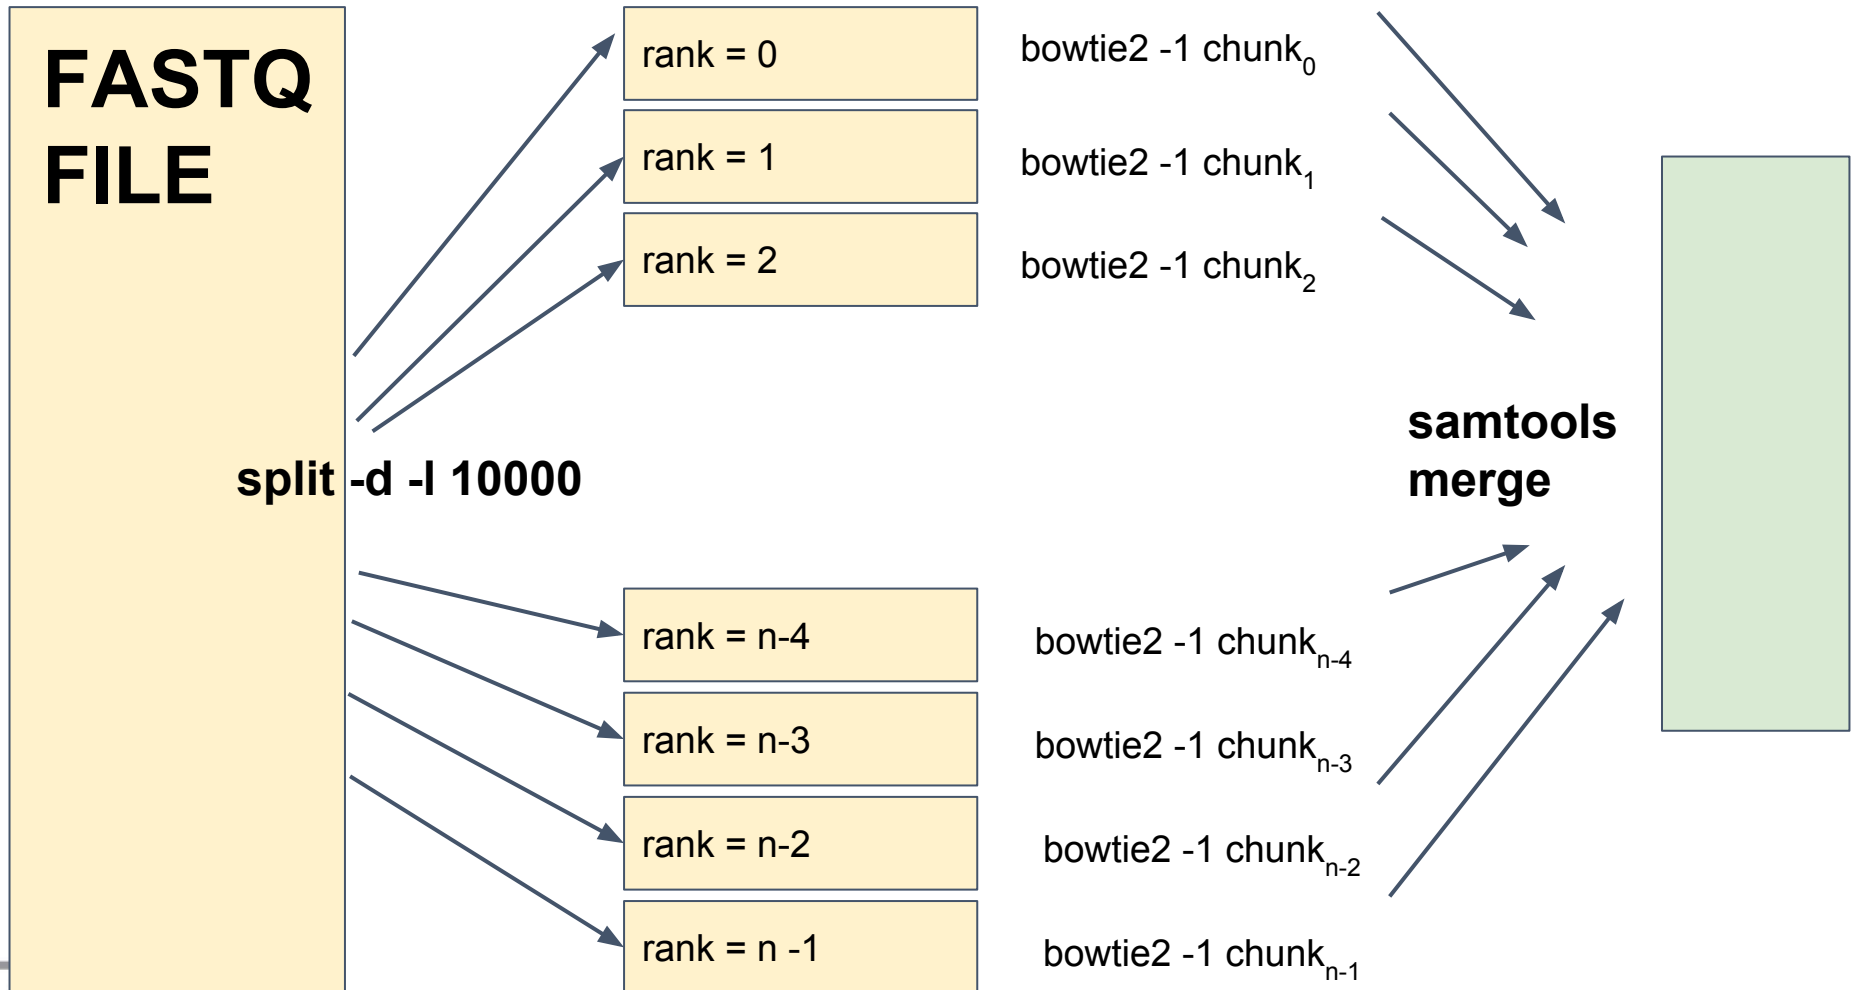 FASTQ
FILE
split -d -l 10000
rank = 0
rank = 1
rank = 2
rank = n-4
rank = n-3
rank = n-2
rank = n -1
bowtie2 -1 chunk₀
bowtie2 -1 chunk₁
bowtie2 -1 chunk₂
bowtie2 -1 chunkn-4
bowtie2 -1 chunkn-3
bowtie2 -1 chunkn-2
bowtie2 -1 chunkn-1
samtools
merge